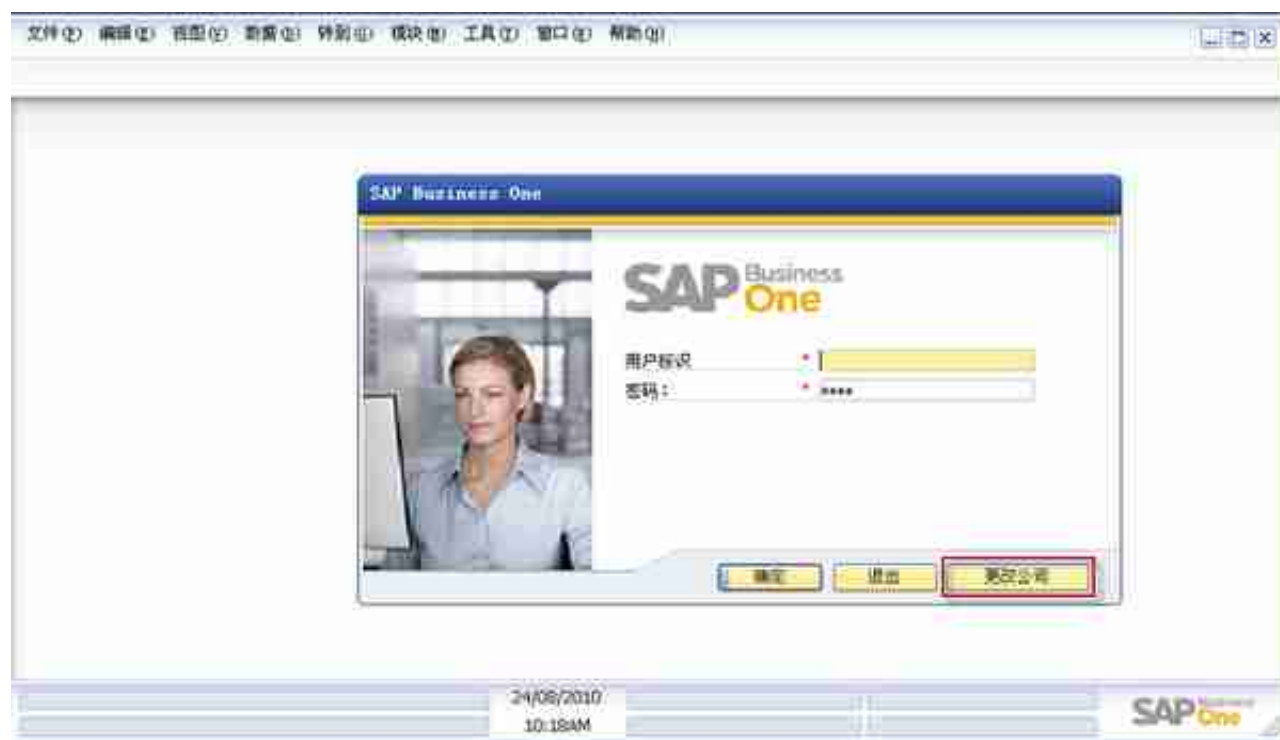 文件(F) 编辑(E) 视图(V) 数据(D) 转到(G) 模块(M) 工具(T) 窗口(W) 帮助(H)
SAP Business One
SAP Business One
用户标识 *
密码: * ****
确定 退出 更改公司
24/08/2010
10:18AM
SAP Business One